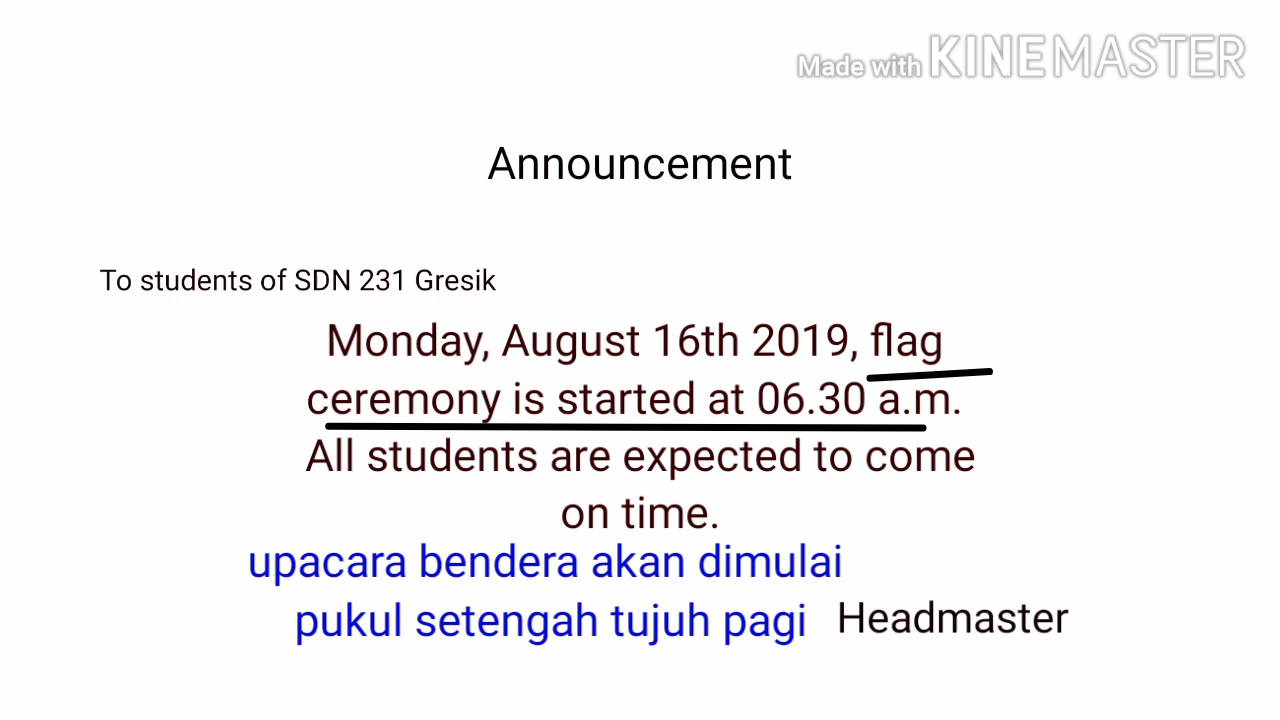 Made with KINEMASTER
Announcement
To students of SDN 231 Gresik
Monday, August 16th 2019, flag
ceremony is started at 06.30 a.m.
All students are expected to come
on time.
upacara bendera akan dimulai
pukul setengah tujuh pagi
Headmaster